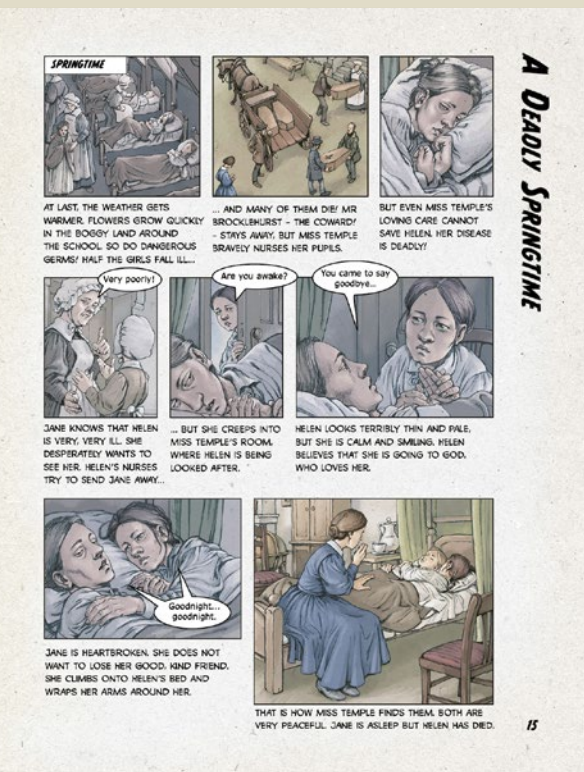 A DEADLY SPRINGTIME
SPRINGTIME
AT LAST, THE WEATHER GETS
WARMER. FLOWERS GROW QUICKLY
IN THE BOGGY LAND AROUND
THE SCHOOL. SO DO DANGEROUS
GERMS! HALF THE GIRLS FALL ILL...
... AND MANY OF THEM DIE! MR
BROCKLEHURST – THE COWARD!
– STAYS AWAY, BUT MISS TEMPLE
BRAVELY NURSES HER PUPILS.
BUT EVEN MISS TEMPLE'S
LOVING CARE CANNOT
SAVE HELEN. HER DISEASE
IS DEADLY!
Very poorly!
JANE KNOWS THAT HELEN
IS VERY, VERY ILL. SHE
DESPERATELY WANTS TO
SEE HER. HELEN'S NURSES
TRY TO SEND JANE AWAY...
Are you awake?
... BUT SHE CREEPS INTO
MISS TEMPLE'S ROOM,
WHERE HELEN IS BEING
LOOKED AFTER.
You came to say
goodbye...
HELEN LOOKS TERRIBLY THIN AND PALE,
BUT SHE IS CALM AND SMILING. HELEN
BELIEVES THAT SHE IS GOING TO GOD,
WHO LOVES HER.
Goodnight...
goodnight.
JANE IS HEARTBROKEN. SHE DOES NOT
WANT TO LOSE HER GOOD, KIND FRIEND.
SHE CLIMBS ONTO HELEN'S BED AND
WRAPS HER ARMS AROUND HER.
THAT IS HOW MISS TEMPLE FINDS THEM. BOTH ARE
VERY PEACEFUL. JANE IS ASLEEP BUT HELEN HAS DIED.
15